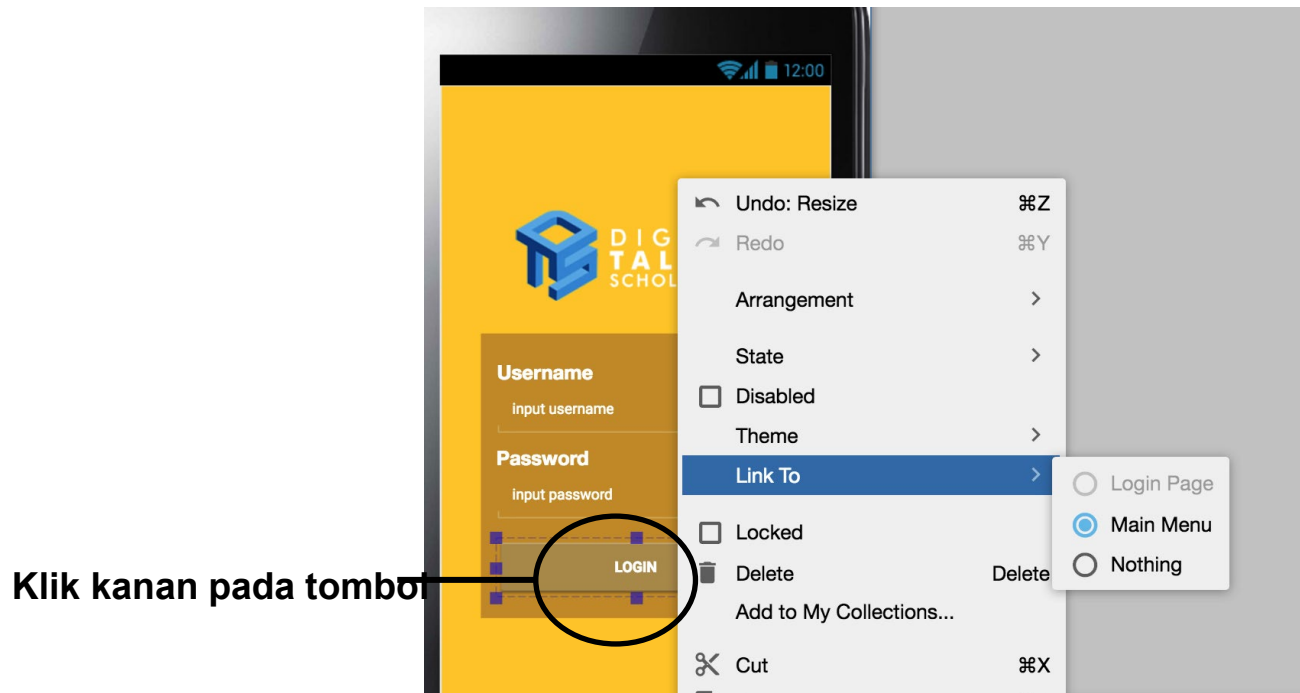 12:00
DIG
TAL
SCHOL
Username
input username
Password
input password
LOGIN
Klik kanan pada tombol
Undo: Resize ⌘Z
Redo ⌘Y
Arrangement
State
Disabled
Theme
Link To
Locked
Delete Delete
Add to My Collections...
Cut ⌘X
Login Page
Main Menu
Nothing